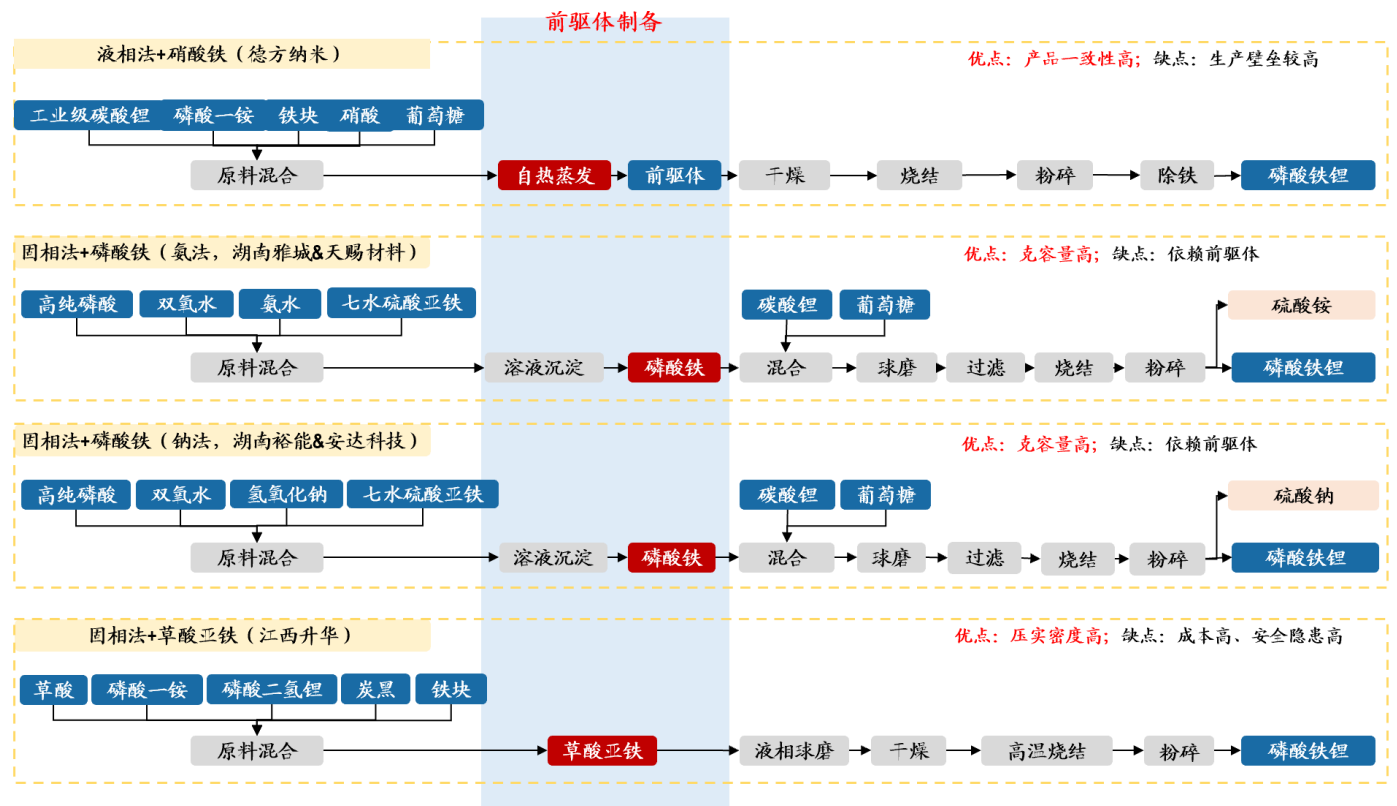 前驱体制备
液相法+硝酸铁（德方纳米）
优点：产品一致性高；缺点：生产壁垒较高
工业级碳酸钽 磷酸一铵 铁块 硝酸 葡萄糖
原料混合 自热蒸发 前驱体 干燥 烧结 粉碎 除铁 磷酸铁钽
固相法+磷酸铁（氨法，湖南雅城&天赐材料）
优点：克容量高；缺点：依赖前驱体
高纯磷酸 双氧水 氨水 七水硫酸亚铁 碳酸钽 葡萄糖 硫酸铵
原料混合 溶液沉淀 磷酸铁 混合 球磨 过滤 烧结 粉碎 磷酸铁钽
固相法+磷酸铁（钠法，湖南裕能&安达科技）
优点：克容量高；缺点：依赖前驱体
高纯磷酸 双氧水 氢氧化钠 七水硫酸亚铁 碳酸钽 葡萄糖 硫酸钠
原料混合 溶液沉淀 磷酸铁 混合 球磨 过滤 烧结 粉碎 磷酸铁钽
固相法+草酸亚铁（江西升华）
优点：压实密度高；缺点：成本高、安全隐患高
草酸 磷酸一铵 磷酸二氢钽 炭黑 铁块
原料混合 草酸亚铁 液相球磨 干燥 高温烧结 粉碎 磷酸铁钽